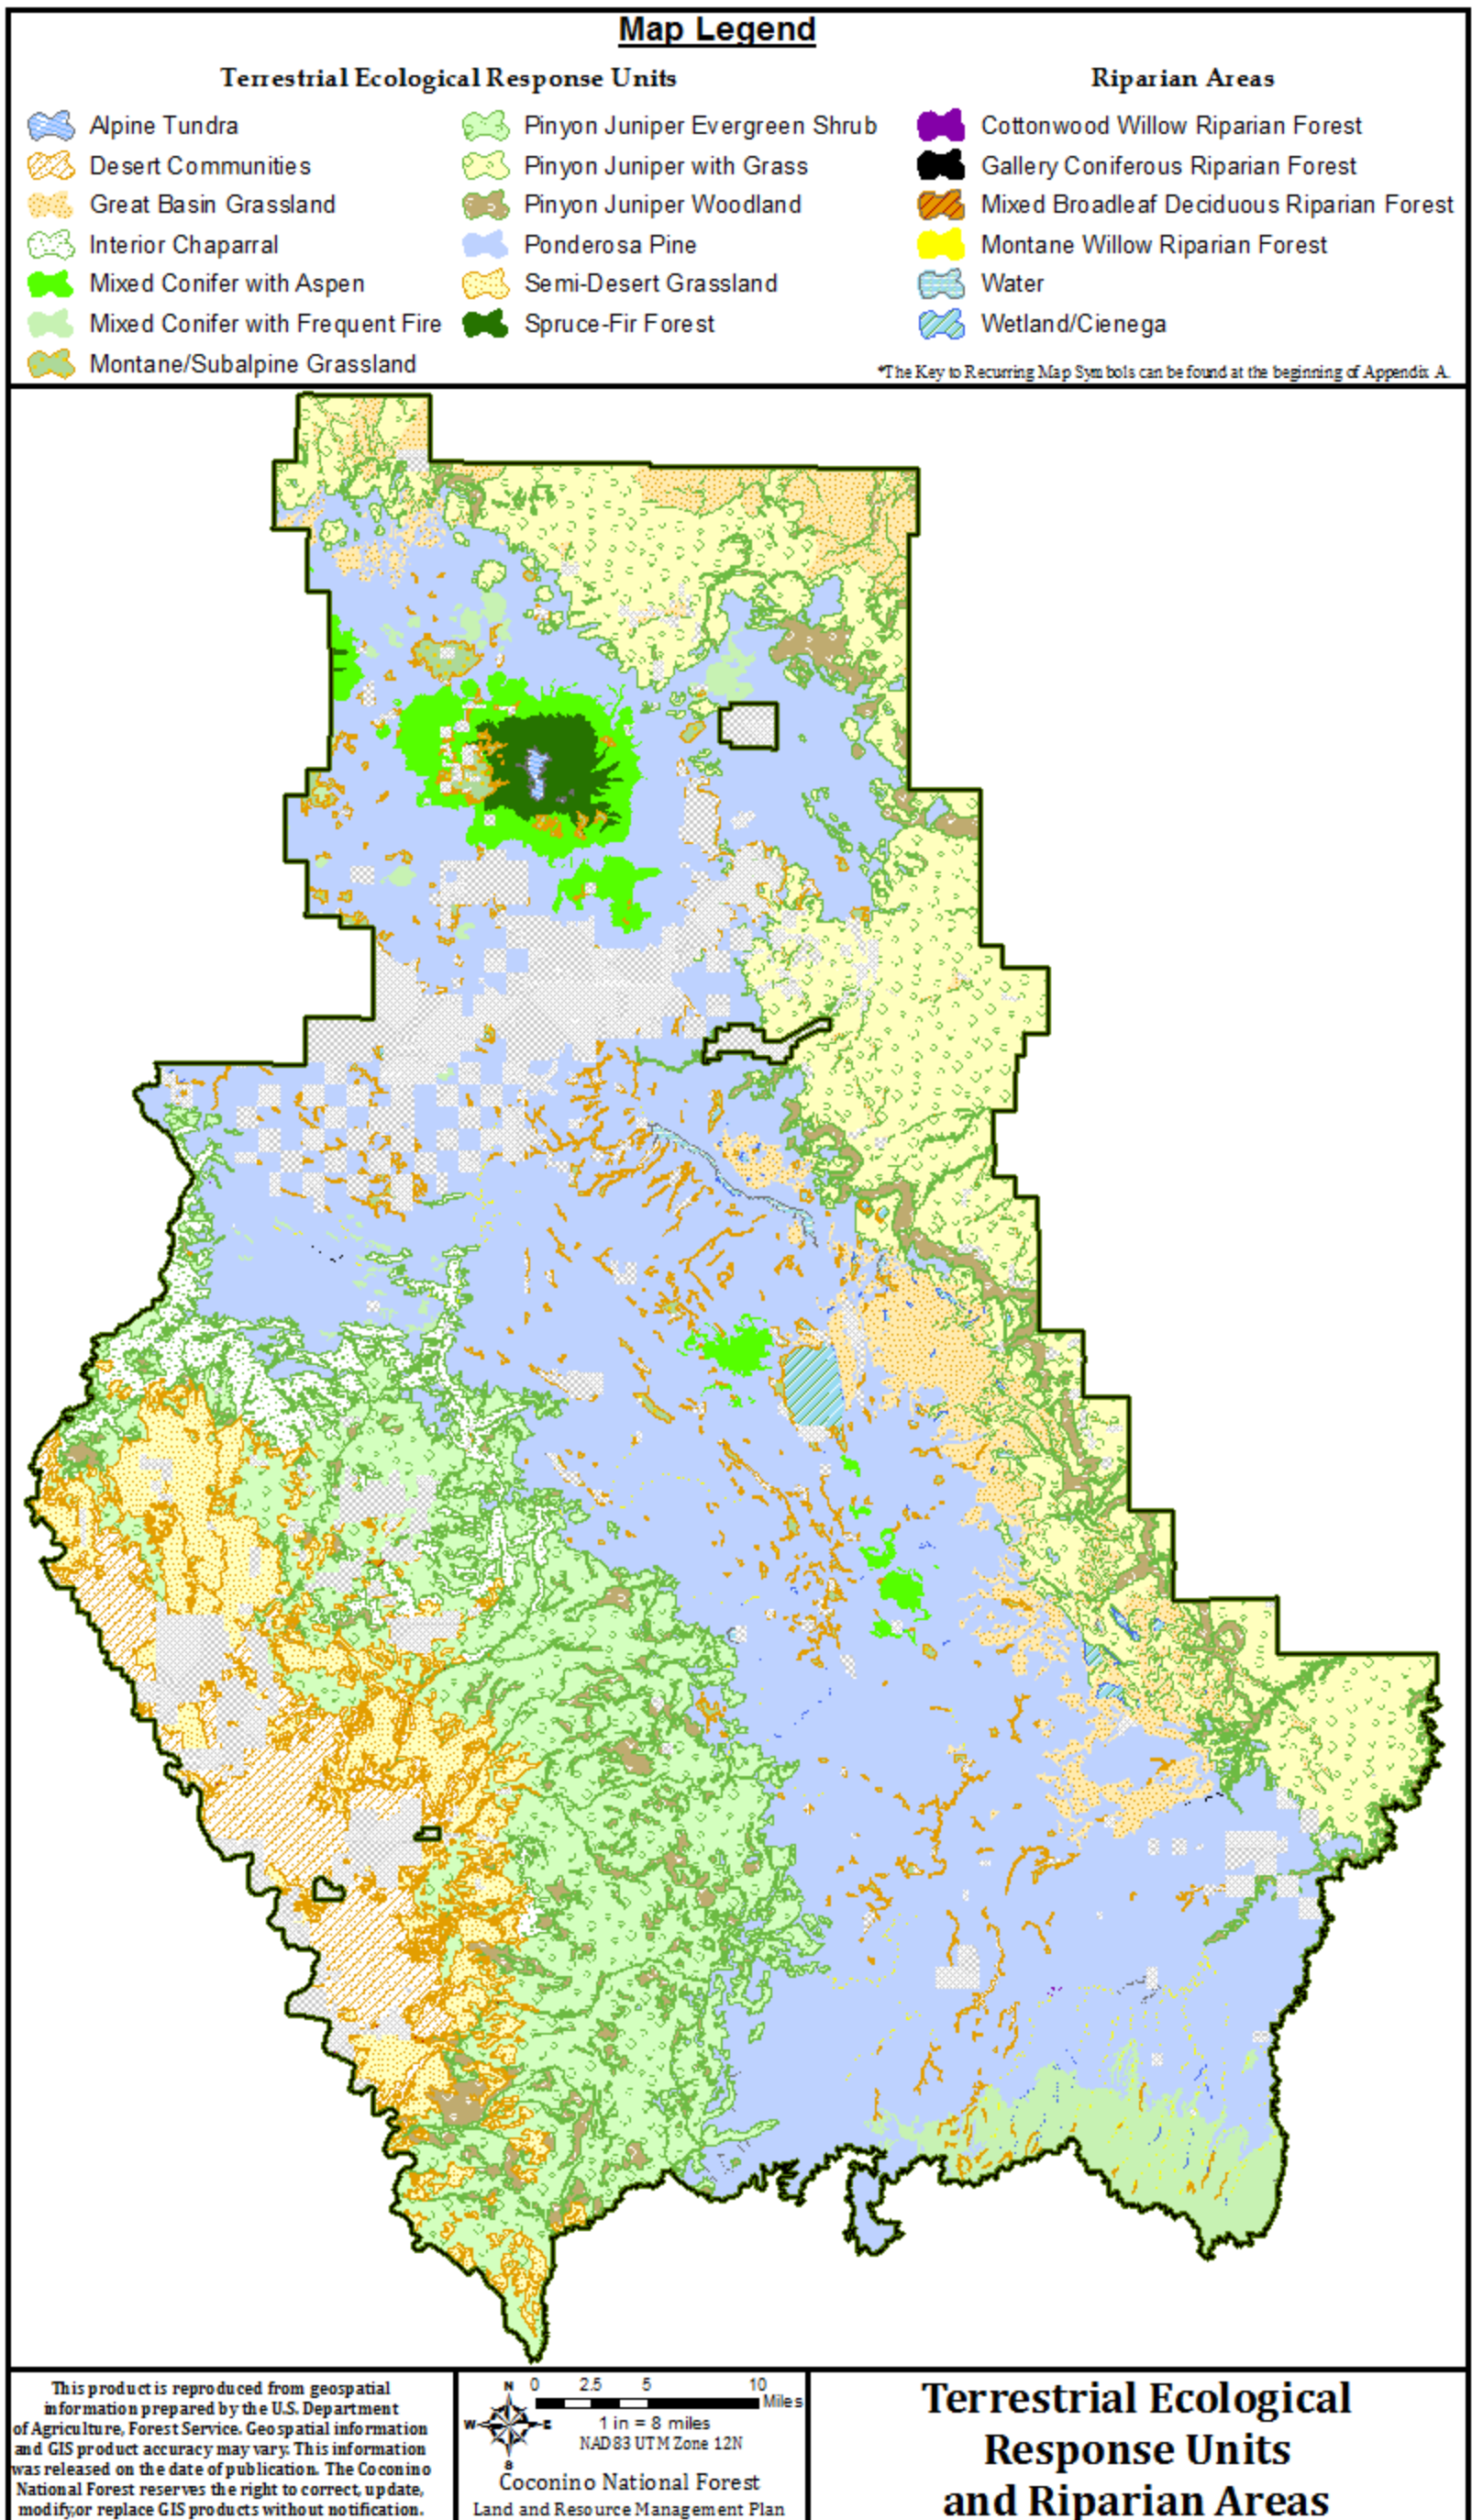 Map Legend
Terrestrial Ecological Response Units
Alpine Tundra
Desert Communities
Great Basin Grassland
Interior Chaparral
Mixed Conifer with Aspen
Mixed Conifer with Frequent Fire
Montane/Subalpine Grassland
Pinyon Juniper Evergreen Shrub
Pinyon Juniper with Grass
Pinyon Juniper Woodland
Ponderosa Pine
Semi-Desert Grassland
Spruce-Fir Forest
Riparian Areas
Cottonwood Willow Riparian Forest
Gallery Coniferous Riparian Forest
Mixed Broadleaf Deciduous Riparian Forest
Montane Willow Riparian Forest
Water
Wetland/Cienega
*The Key to Recurring Map Symbols can be found at the beginning of Appendix A.
This product is reproduced from geospatial
information prepared by the U.S. Department
of Agriculture, Forest Service. Geospatial information
and GIS product accuracy may vary. This information
was released on the date of publication. The Coconino
National Forest reserves the right to correct, update,
modify,or replace GIS products without notification.
N
W E
S
0 2.5 5 10
Miles
1 in = 8 miles
NAD83 UTM Zone 12N
Coconino National Forest
Land and Resource Management Plan
Terrestrial Ecological
Response Units
and Riparian Areas